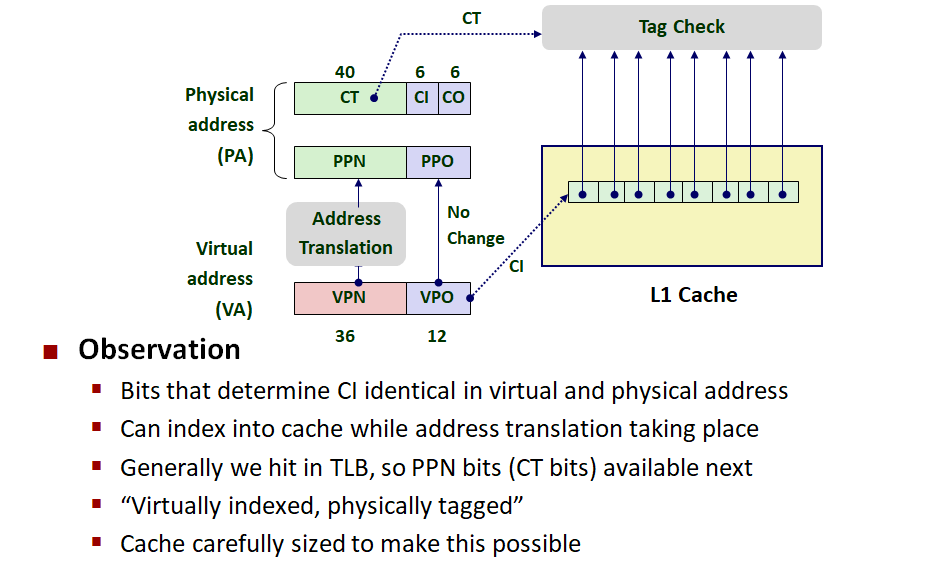 CT
Tag Check
40 6 6
Physical
address
(PA)
CT CI CO
PPN PPO
Address
Translation
No
Change
CI
Virtual
address
(VA)
VPN VPO
36 12
L1 Cache
Observation
Bits that determine CI identical in virtual and physical address
Can index into cache while address translation taking place
Generally we hit in TLB, so PPN bits (CT bits) available next
“Virtually indexed, physically tagged”
Cache carefully sized to make this possible